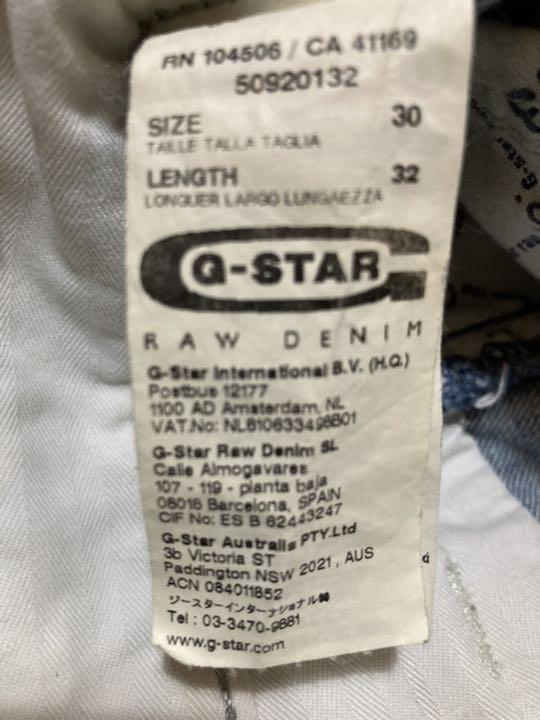 RN 104506 / CA 41169
50920132
SIZE 30
TAILLE TALLA TAGLIA
LENGTH 32
LONGUER LARGO LUNGAEZZA
G-STAR
RAW DENIM
G-Star International B.V. (H.Q.)
Postbus 12177
1100 AD Amsterdam, NL
VAT.No: NL810633498B01
G-Star Raw Denim SL
Calle Almogavares
107 - 119 - planta baja
08018 Barcelona, SPAIN
CIF No: ES B 62443247
G-Star Australia PTY.Ltd
3b Victoria ST
Paddington NSW 2021, AUS
ACN 084011852
ジースターインターナショナル㈱
Tel : 03-3470-9881
www.g-star.com
G-Star